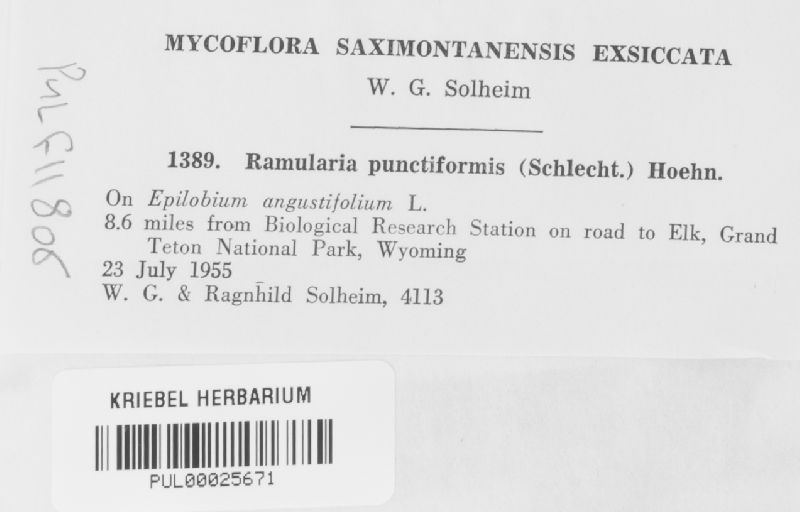 MYCOFLORA SAXIMONTANENSIS EXSICCATA
W. G. Solheim
1389. Ramularia punctiformis (Schlecht.) Hoehn.
On Epilobium angustifolium L.
8.6 miles from Biological Research Station on road to Elk, Grand
Teton National Park, Wyoming
23 July 1955
W. G. & Ragnhild Solheim, 4113
PUL F11806
KRIEBEL HERBARIUM
PUL00025671